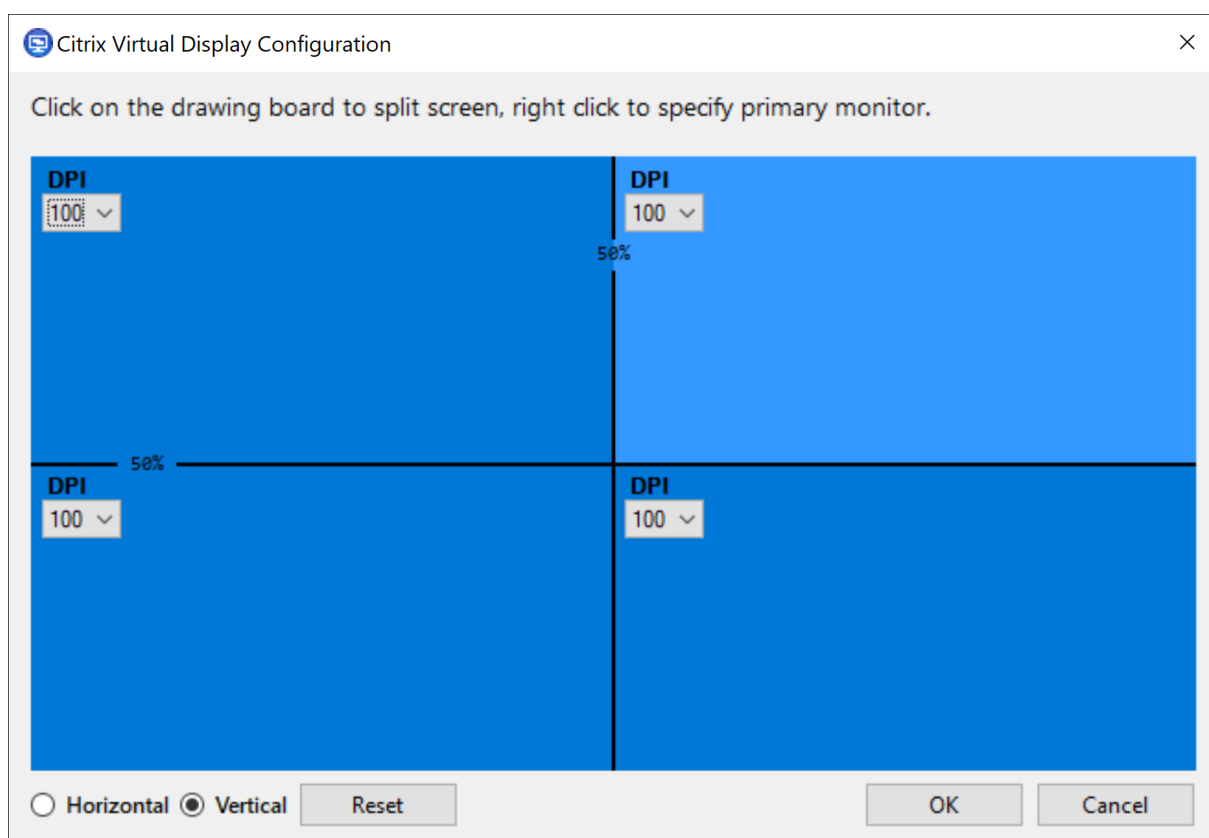 Citrix Virtual Display Configuration
Click on the drawing board to split screen, right click to specify primary monitor.
DPI
100
DPI
100
50%
50%
DPI
100
DPI
100
Horizontal Vertical Reset OK Cancel